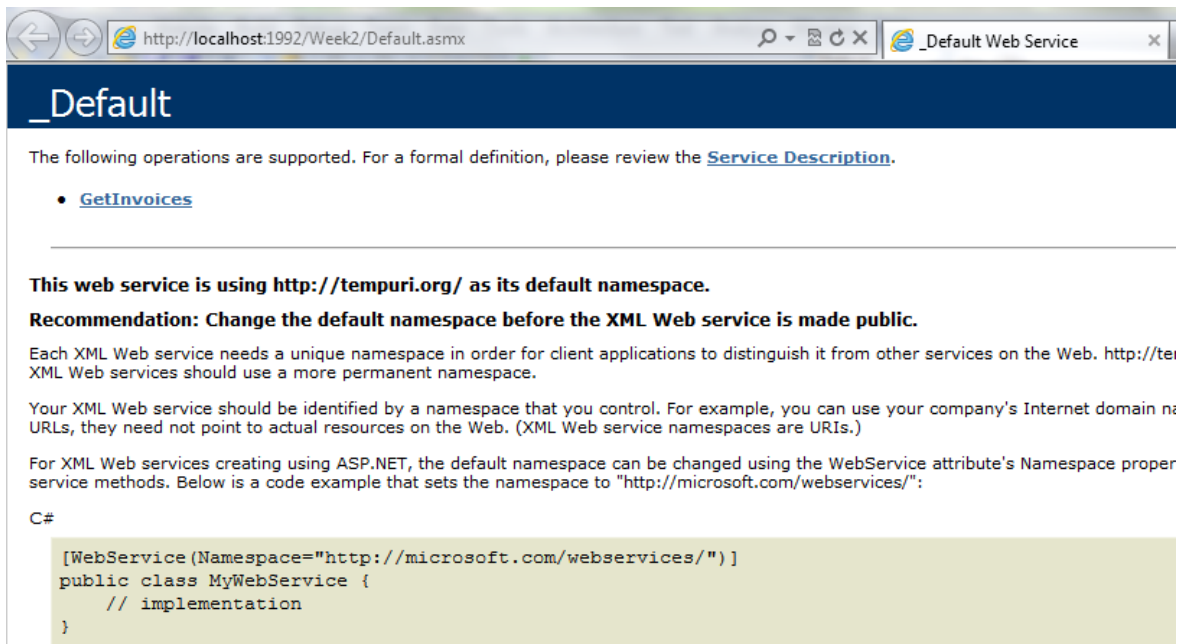 http://localhost:1992/Week2/Default.asmx
_Default Web Service
_Default
The following operations are supported. For a formal definition, please review the Service Description.
• GetInvoices
This web service is using http://tempuri.org/ as its default namespace.
Recommendation: Change the default namespace before the XML Web service is made public.
Each XML Web service needs a unique namespace in order for client applications to distinguish it from other services on the Web. http://te
XML Web services should use a more permanent namespace.
Your XML Web service should be identified by a namespace that you control. For example, you can use your company's Internet domain na
URLs, they need not point to actual resources on the Web. (XML Web service namespaces are URIs.)
For XML Web services creating using ASP.NET, the default namespace can be changed using the WebService attribute's Namespace proper
service methods. Below is a code example that sets the namespace to "http://microsoft.com/webservices/":
C#
[WebService(Namespace="http://microsoft.com/webservices/")]
public class MyWebService {
    // implementation
}